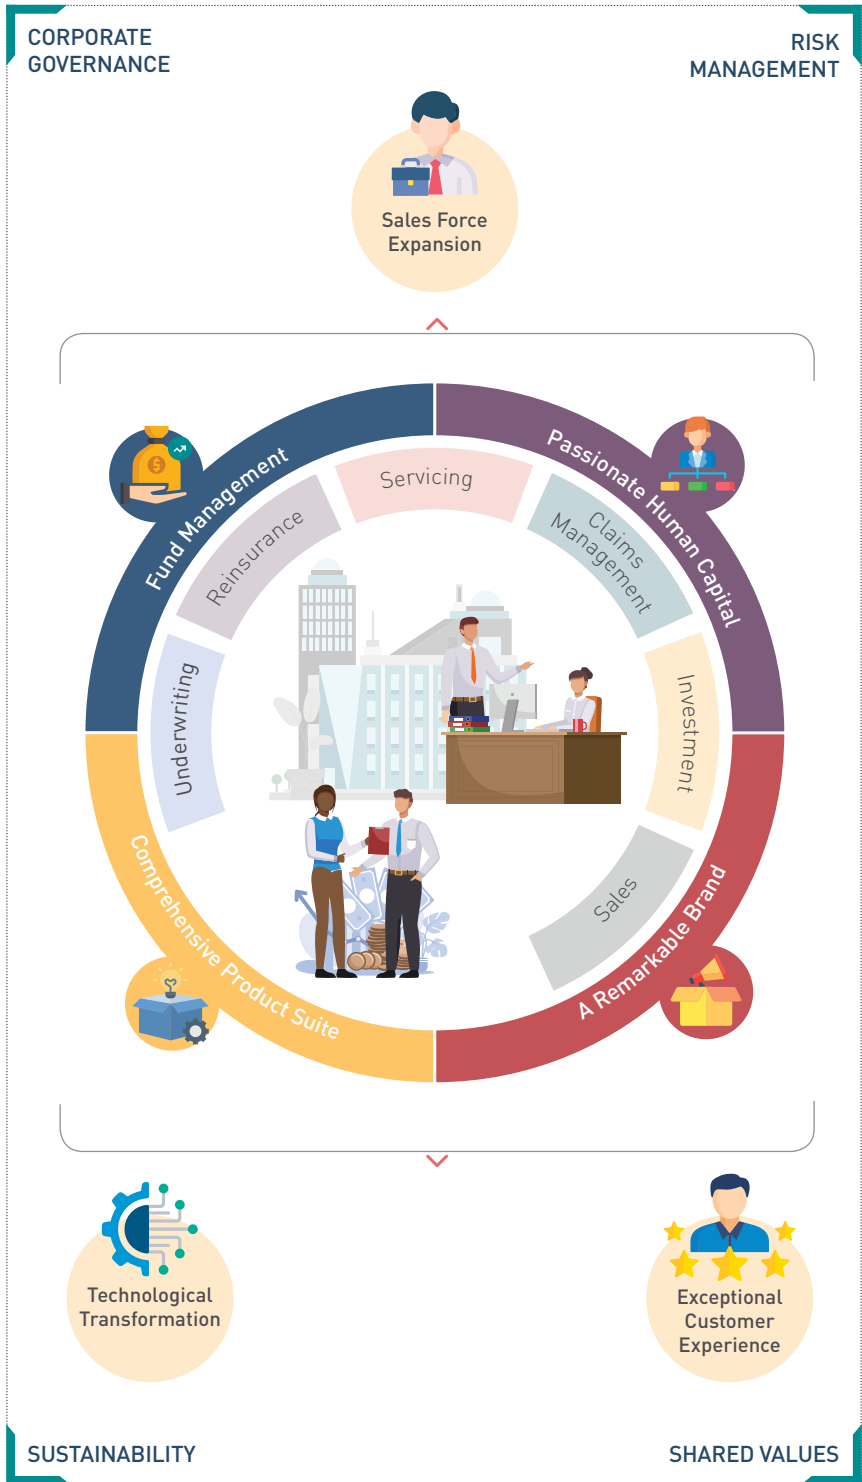 CORPORATE
GOVERNANCE
RISK
MANAGEMENT
Sales Force
Expansion
Fund Management
Passionate Human Capital
Servicing
Reinsurance
Claims
Management
Underwriting
Investment
Sales
Comprehensive Product Suite
A Remarkable Brand
Technological
Transformation
Exceptional
Customer
Experience
SUSTAINABILITY
SHARED VALUES